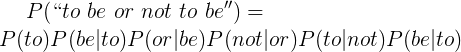 P(“to be or not to be″) =
P(to)P(be|to)P(or|be)P(not|or)P(to|not)P(be|to)